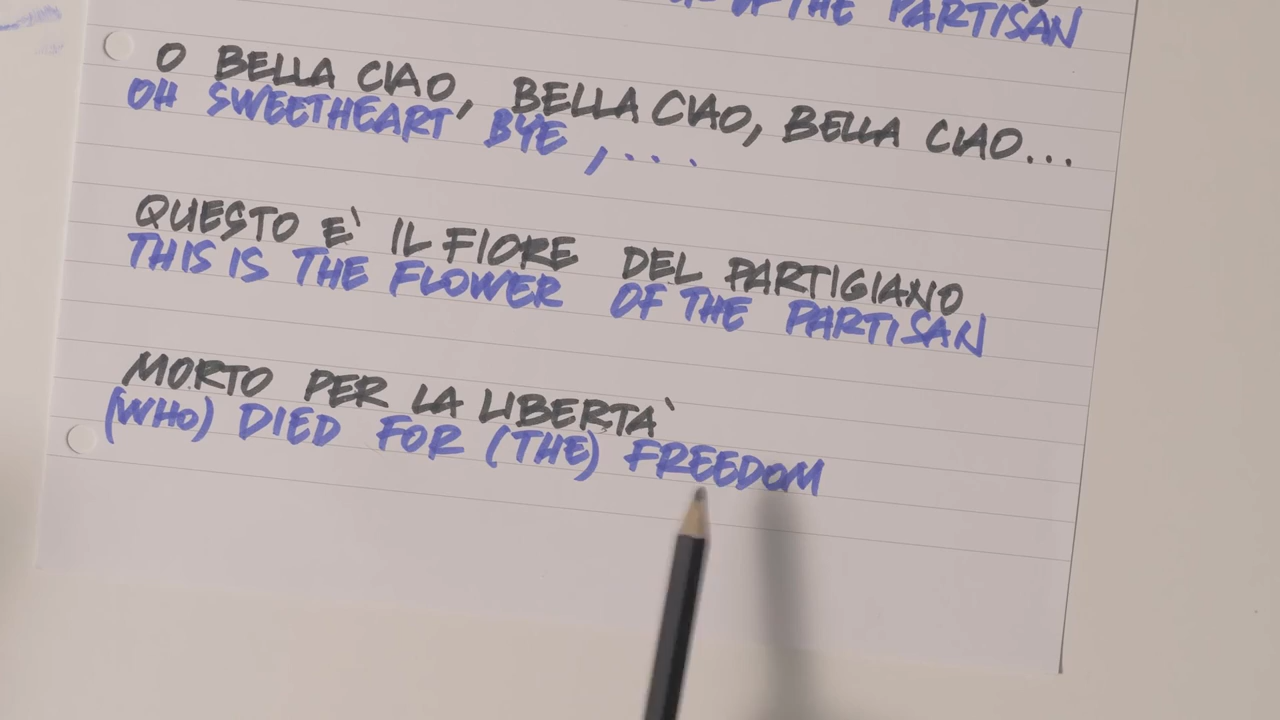 OF THE PARTISAN
O BELLA CIAO, BELLA CIAO, BELLA CIAO...
OH SWEETHEART BYE, ...
QUESTO E` IL FIORE DEL PARTIGIANO
THIS IS THE FLOWER OF THE PARTISAN
MORTO PER LA LIBERTA`
(WHO) DIED FOR (THE) FREEDOM